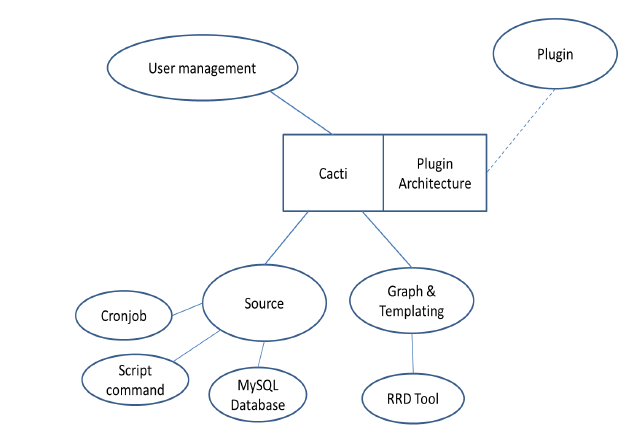 User management
Plugin
Cacti
Plugin
Architecture
Source
Graph &
Templating
Cronjob
Script
command
MySQL
Database
RRD Tool